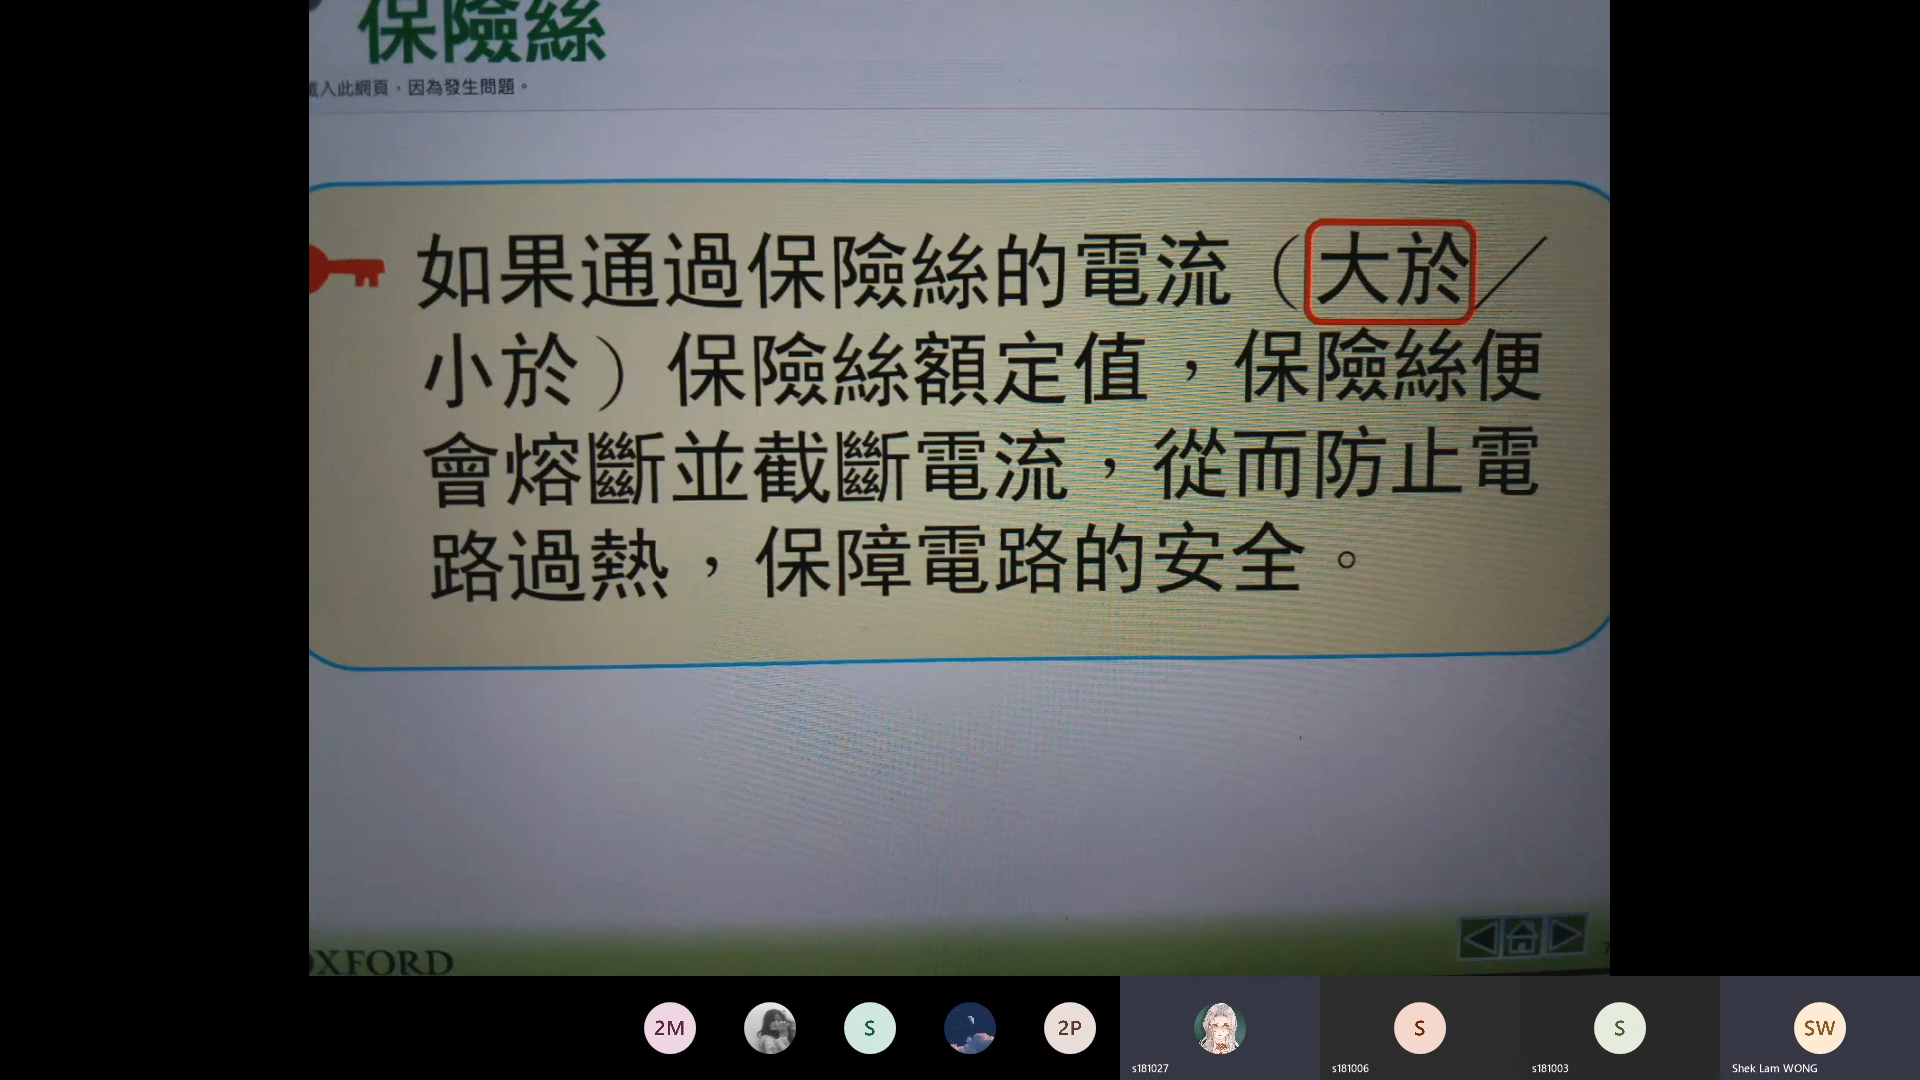 保險絲
載入此網頁，因為發生問題。
如果通過保險絲的電流（大於／
小於）保險絲額定值，保險絲便
會熔斷並截斷電流，從而防止電
路過熱，保障電路的安全。
OXFORD
7
2M
S
2P
S
S
SW
s181027
s181006
s181003
Shek Lam WONG